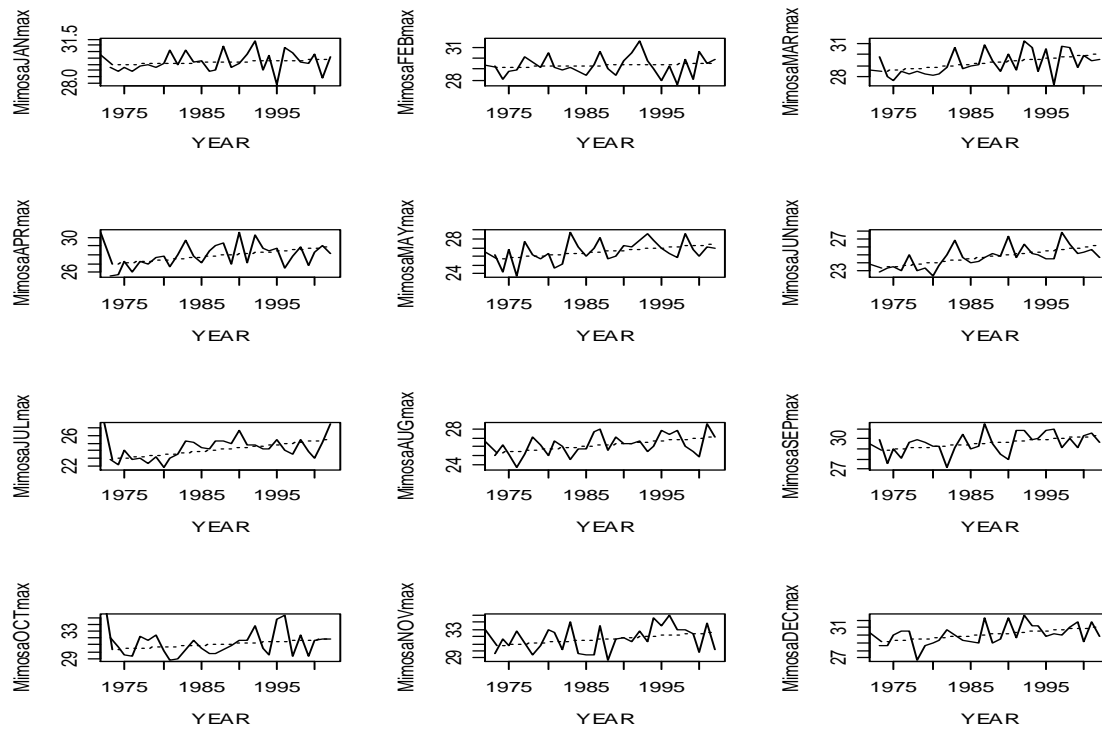 MimosaJANmax
28.0 31.5
1975 1985 1995
YEAR
MimosaFEBmax
28 31
1975 1985 1995
YEAR
MimosaMARmax
28 30
1975 1985 1995
YEAR
MimosaAPRmax
26 30
1975 1985 1995
YEAR
MimosaMAYmax
24 28
1975 1985 1995
YEAR
MimosaJUNmax
23 27
1975 1985 1995
YEAR
MimosaJULmax
22 26
1975 1985 1995
YEAR
MimosaAUGmax
24 28
1975 1985 1995
YEAR
MimosaSEPmax
27 30
1975 1985 1995
YEAR
MimosaOCTmax
29 33
1975 1985 1995
YEAR
MimosaNOVmax
29 33
1975 1985 1995
YEAR
MimosaDECmax
27 31
1975 1985 1995
YEAR